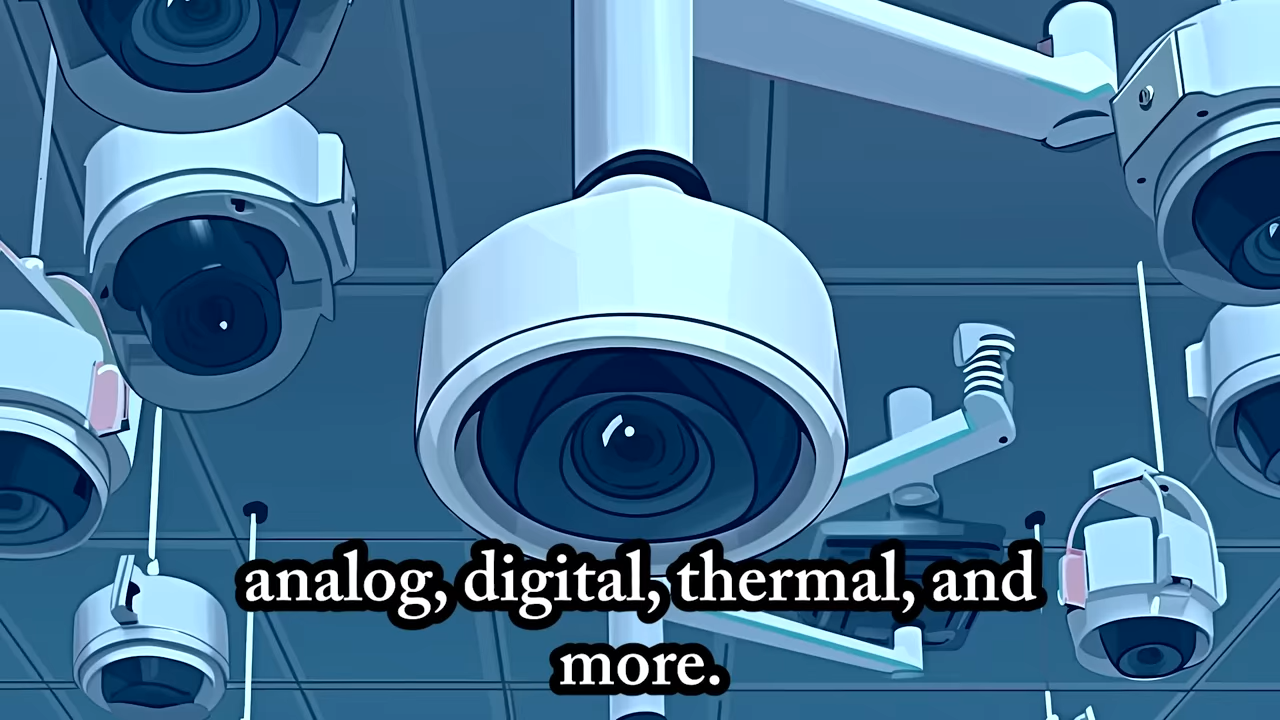 analog, digital, thermal, and
more.